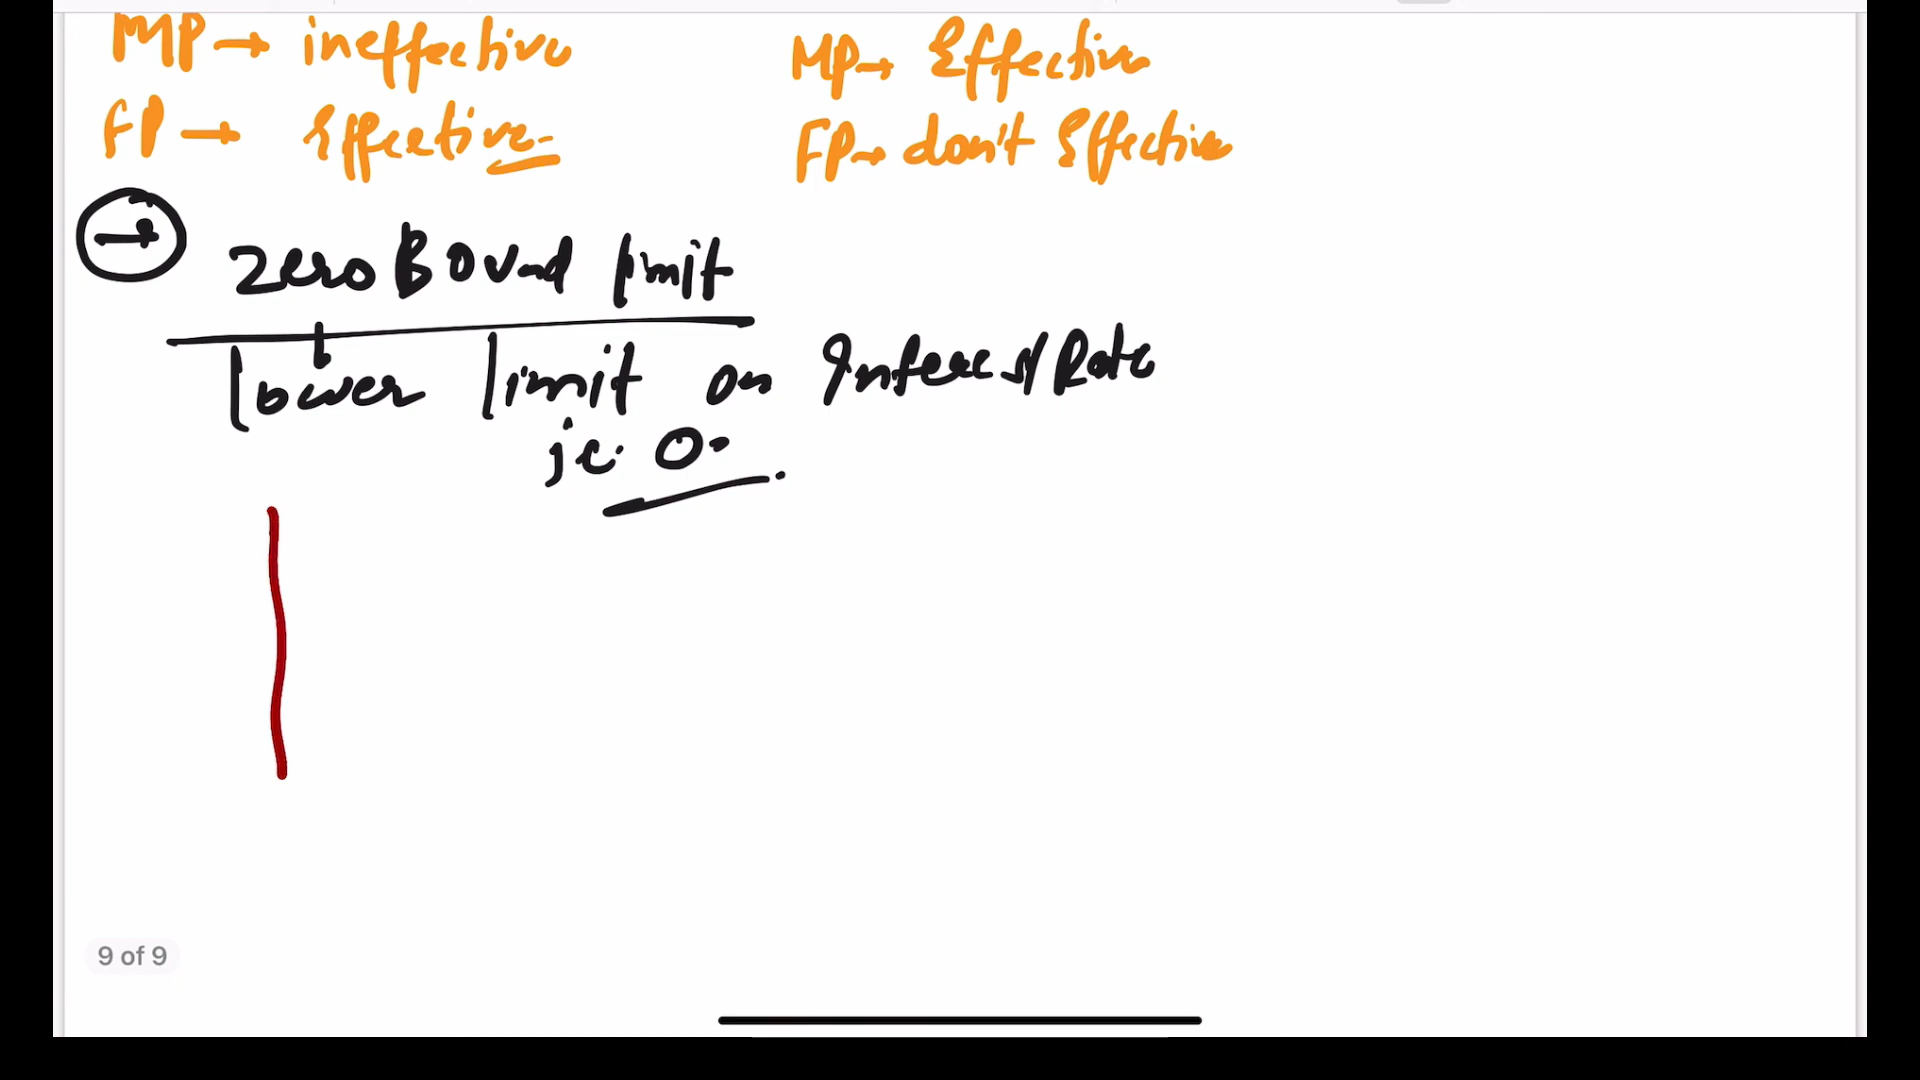 MP → ineffective
MP → Effective
FP → Effective
FP → don't Effective
→ Zero Bound limit
lower limit on Interest Rate
ie. 0.
9 of 9